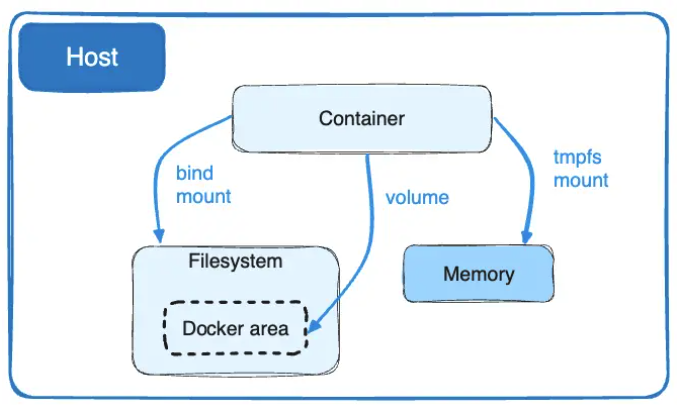 Host
Container
bind
mount
volume
tmpfs
mount
Filesystem
Docker area
Memory